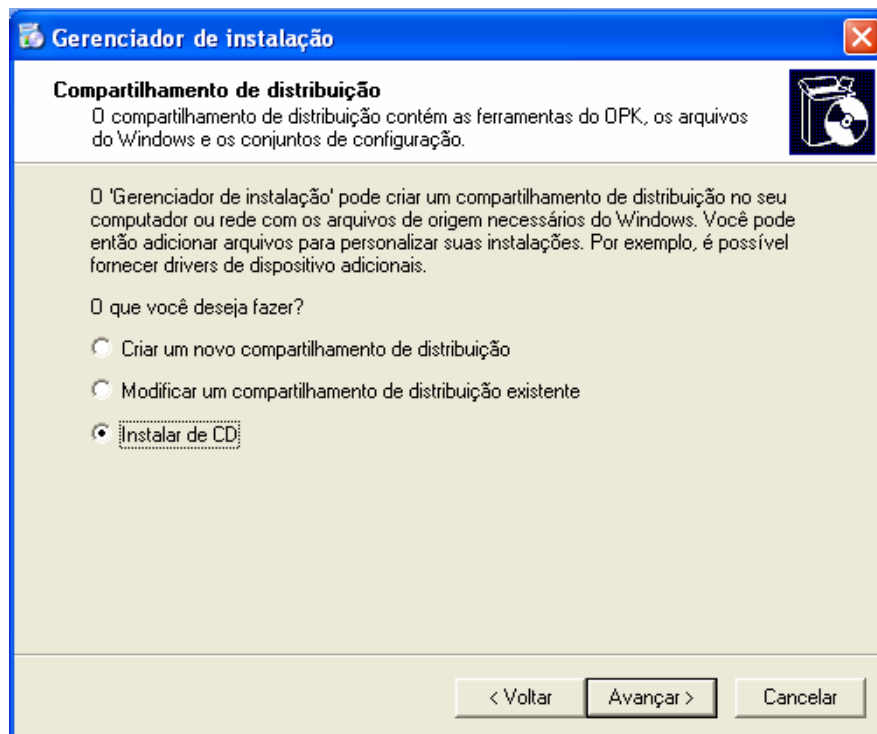 Gerenciador de instalação
Compartilhamento de distribuição
O compartilhamento de distribuição contém as ferramentas do OPK, os arquivos
do Windows e os conjuntos de configuração.
O 'Gerenciador de instalação' pode criar um compartilhamento de distribuição no seu
computador ou rede com os arquivos de origem necessários do Windows. Você pode
então adicionar arquivos para personalizar suas instalações. Por exemplo, é possível
fornecer drivers de dispositivo adicionais.
O que você deseja fazer?
Criar um novo compartilhamento de distribuição
Modificar um compartilhamento de distribuição existente
Instalar de CD
< Voltar
Avançar >
Cancelar